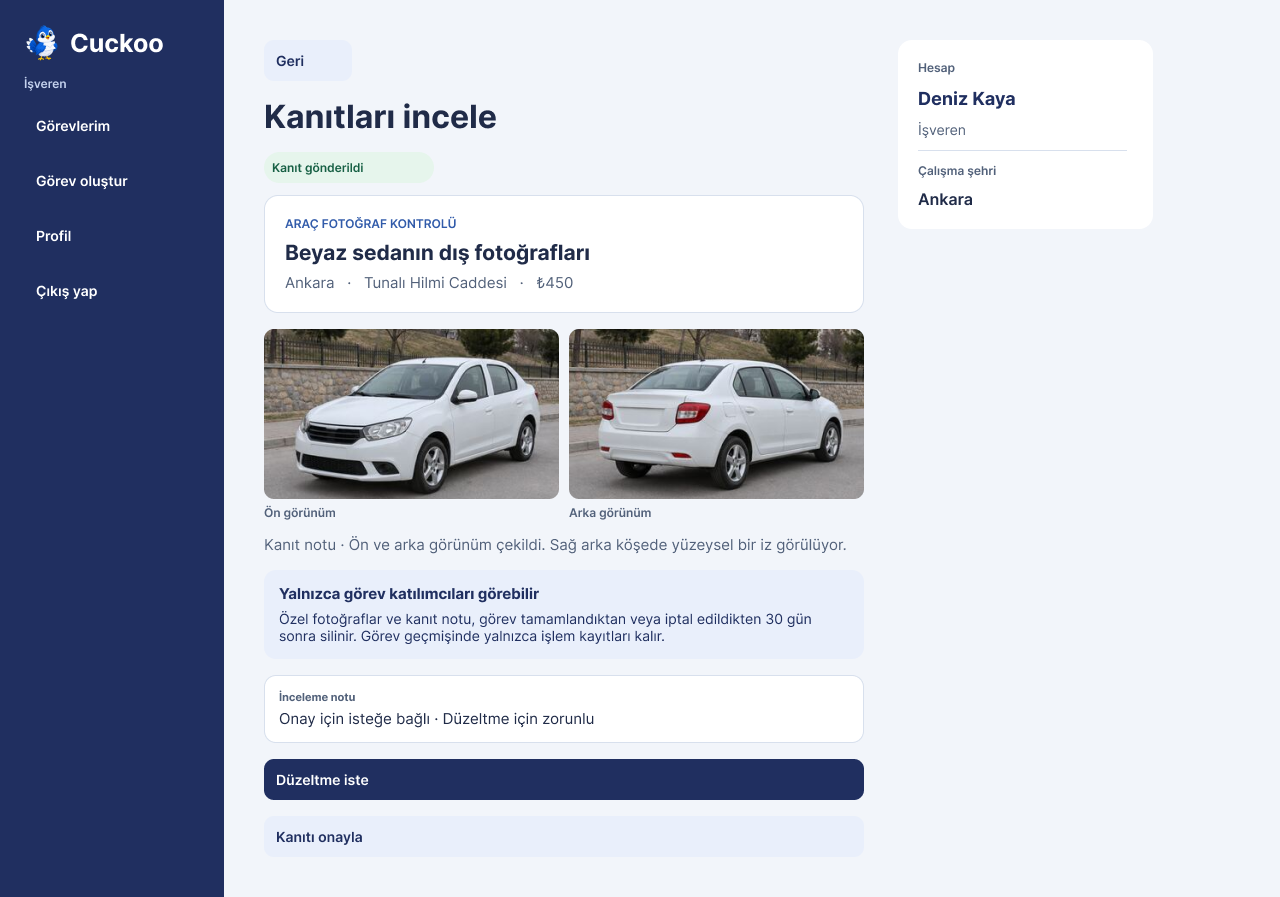 Cuckoo
İşveren
Görevlerim
Görev oluştur
Profil
Çıkış yap
Geri
Kanıtları incele
Kanıt gönderildi
ARAÇ FOTOĞRAF KONTROLÜ
Beyaz sedanın dış fotoğrafları
Ankara · Tunalı Hilmi Caddesi · ₺450
Ön görünüm
Arka görünüm
Kanıt notu · Ön ve arka görünüm çekildi. Sağ arka köşede yüzeysel bir iz görülüyor.
Yalnızca görev katılımcıları görebilir
Özel fotoğraflar ve kanıt notu, görev tamamlandıktan veya iptal edildikten 30 gün
sonra silinir. Görev geçmişinde yalnızca işlem kayıtları kalır.
İnceleme notu
Onay için isteğe bağlı · Düzeltme için zorunlu
Düzeltme iste
Kanıtı onayla
Hesap
Deniz Kaya
İşveren
Çalışma şehri
Ankara